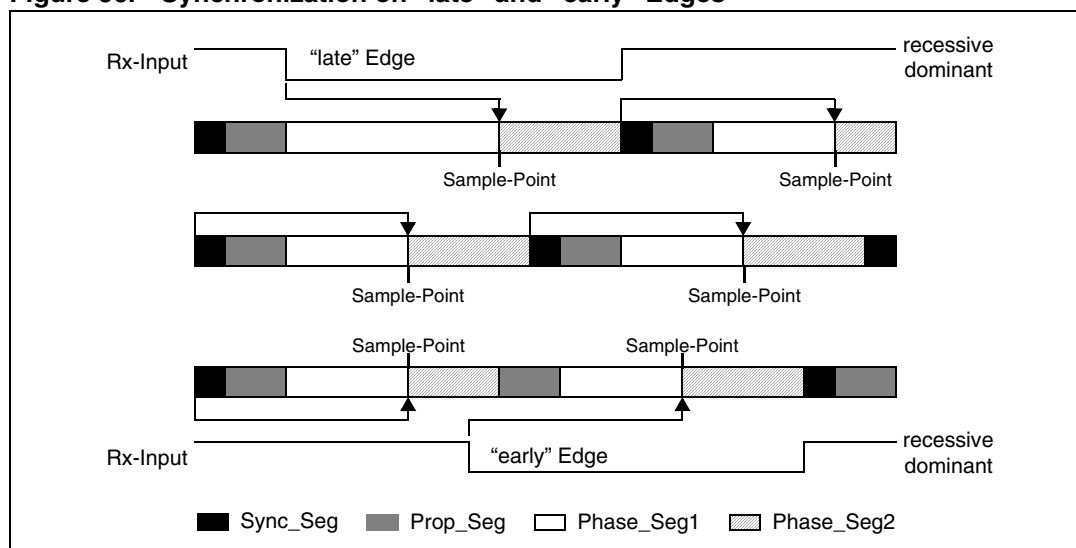 Figure Synchronization on “late” and “early” Edges
Rx-Input
“late” Edge
recessive
dominant
Sample-Point
Sample-Point
Sample-Point
Sample-Point
Sample-Point
Sample-Point
Rx-Input
“early” Edge
recessive
dominant
Sync_Seg
Prop_Seg
Phase_Seg1
Phase_Seg2